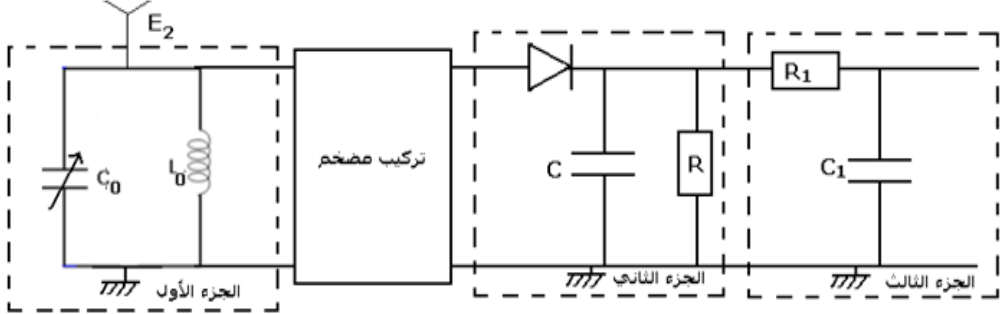 E₂
C₀
L₀
تركيب مضخم
C
R
R₁
C₁
الجزء الأول
الجزء الثاني
الجزء الثالث